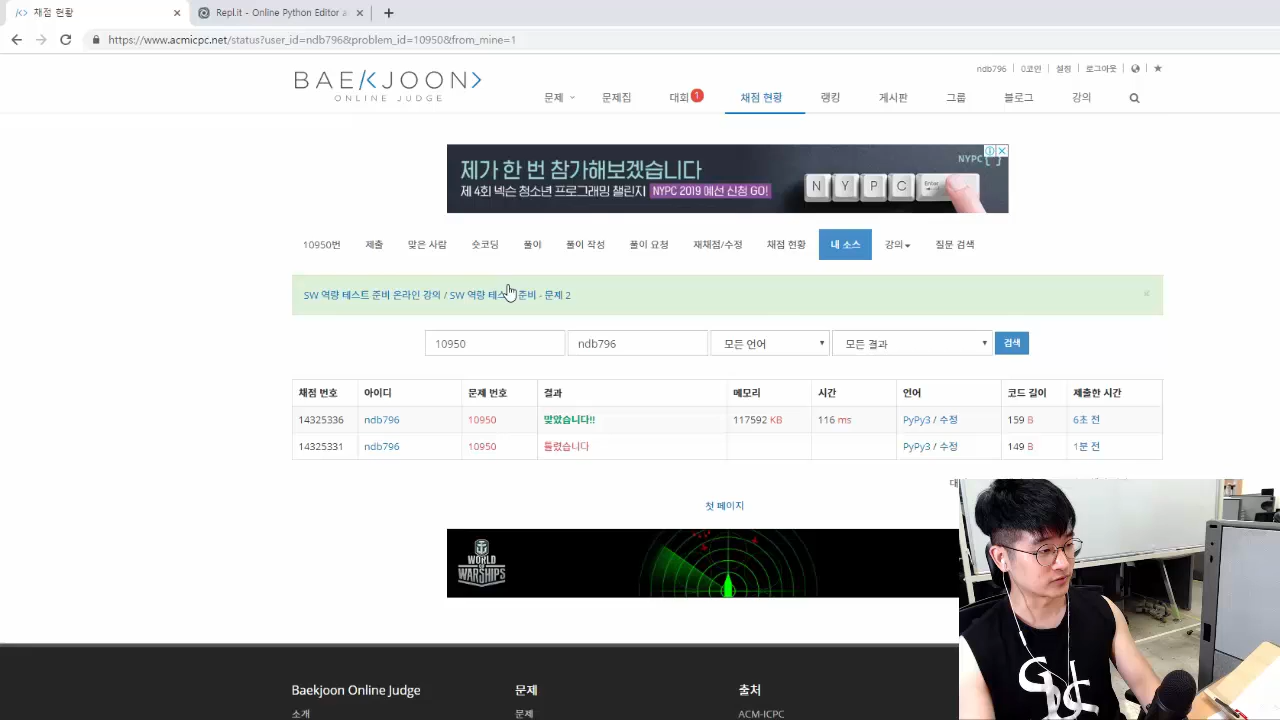 채점 현황
Repl.it - Online Python Editor a
https://www.acmicpc.net/status?user_id=ndb796&problem_id=10950&from_mine=1
ndb796 | 0코인 | 설정 | 로그아웃
BAE/<JOON>
ONLINE JUDGE
문제 문제집 대회 1 채점 현황 랭킹 게시판 그룹 블로그 강의
제가 한 번 참가해보겠습니다
NYPC
제 4회 넥슨 청소년 프로그래밍 챌린지 NYPC 2019 예선 신청 GO!
N Y P C Enter
10950번 제출 맞은 사람 숏코딩 풀이 풀이 작성 풀이 요청 재채점/수정 채점 현황 내 소스 강의 질문 검색
SW 역량 테스트 준비 온라인 강의 / SW 역량 테스 준비 - 문제 2
10950 ndb796 모든 언어 모든 결과 검색
채점 번호 아이디 문제 번호 결과 메모리 시간 언어 코드 길이 제출한 시간
14325336 ndb796 10950 맞았습니다!! 117592 KB 116 ms PyPy3 / 수정 159 B 6초 전
14325331 ndb796 10950 틀렸습니다 PyPy3 / 수정 149 B 1분 전
첫 페이지
WORLD OF WARSHIPS
Baekjoon Online Judge 문제 출처
소개 문제 ACM-ICPC